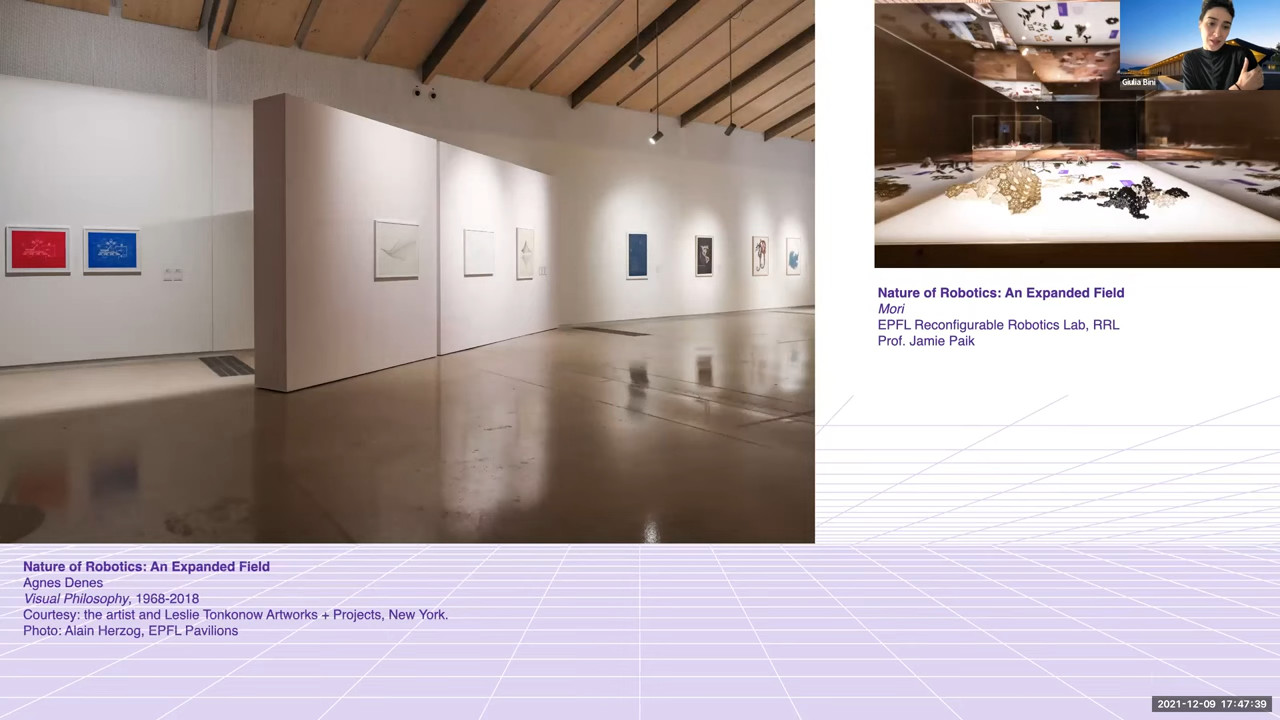 Giulia Bini
Nature of Robotics: An Expanded Field
Mori
EPFL Reconfigurable Robotics Lab, RRL
Prof. Jamie Paik
Nature of Robotics: An Expanded Field
Agnes Denes
Visual Philosophy, 1968-2018
Courtesy: the artist and Leslie Tonkonow Artworks + Projects, New York.
Photo: Alain Herzog, EPFL Pavilions
2021-12-09 17:47:39